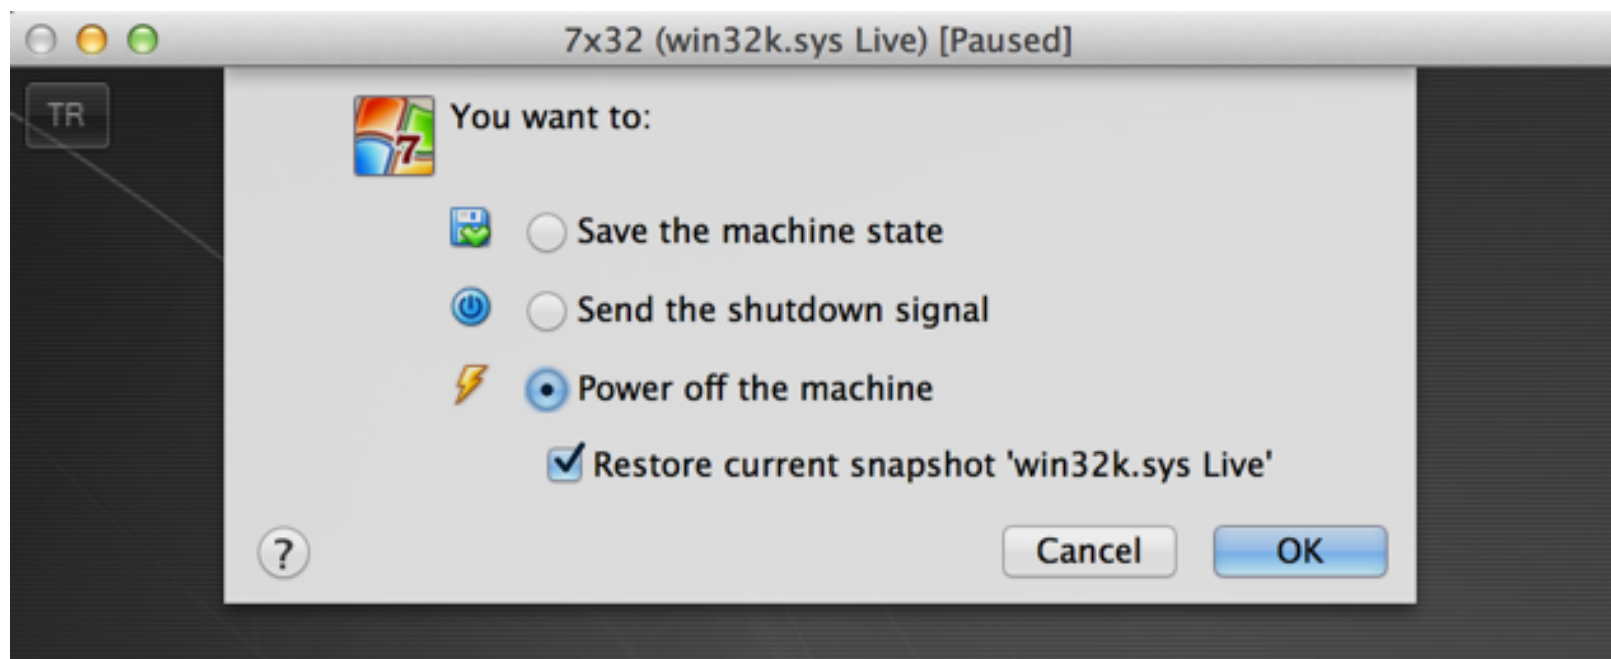 7x32 (win32k.sys Live) [Paused]
TR
You want to:
7
Save the machine state
Send the shutdown signal
Power off the machine
Restore current snapshot 'win32k.sys Live'
?
Cancel
OK